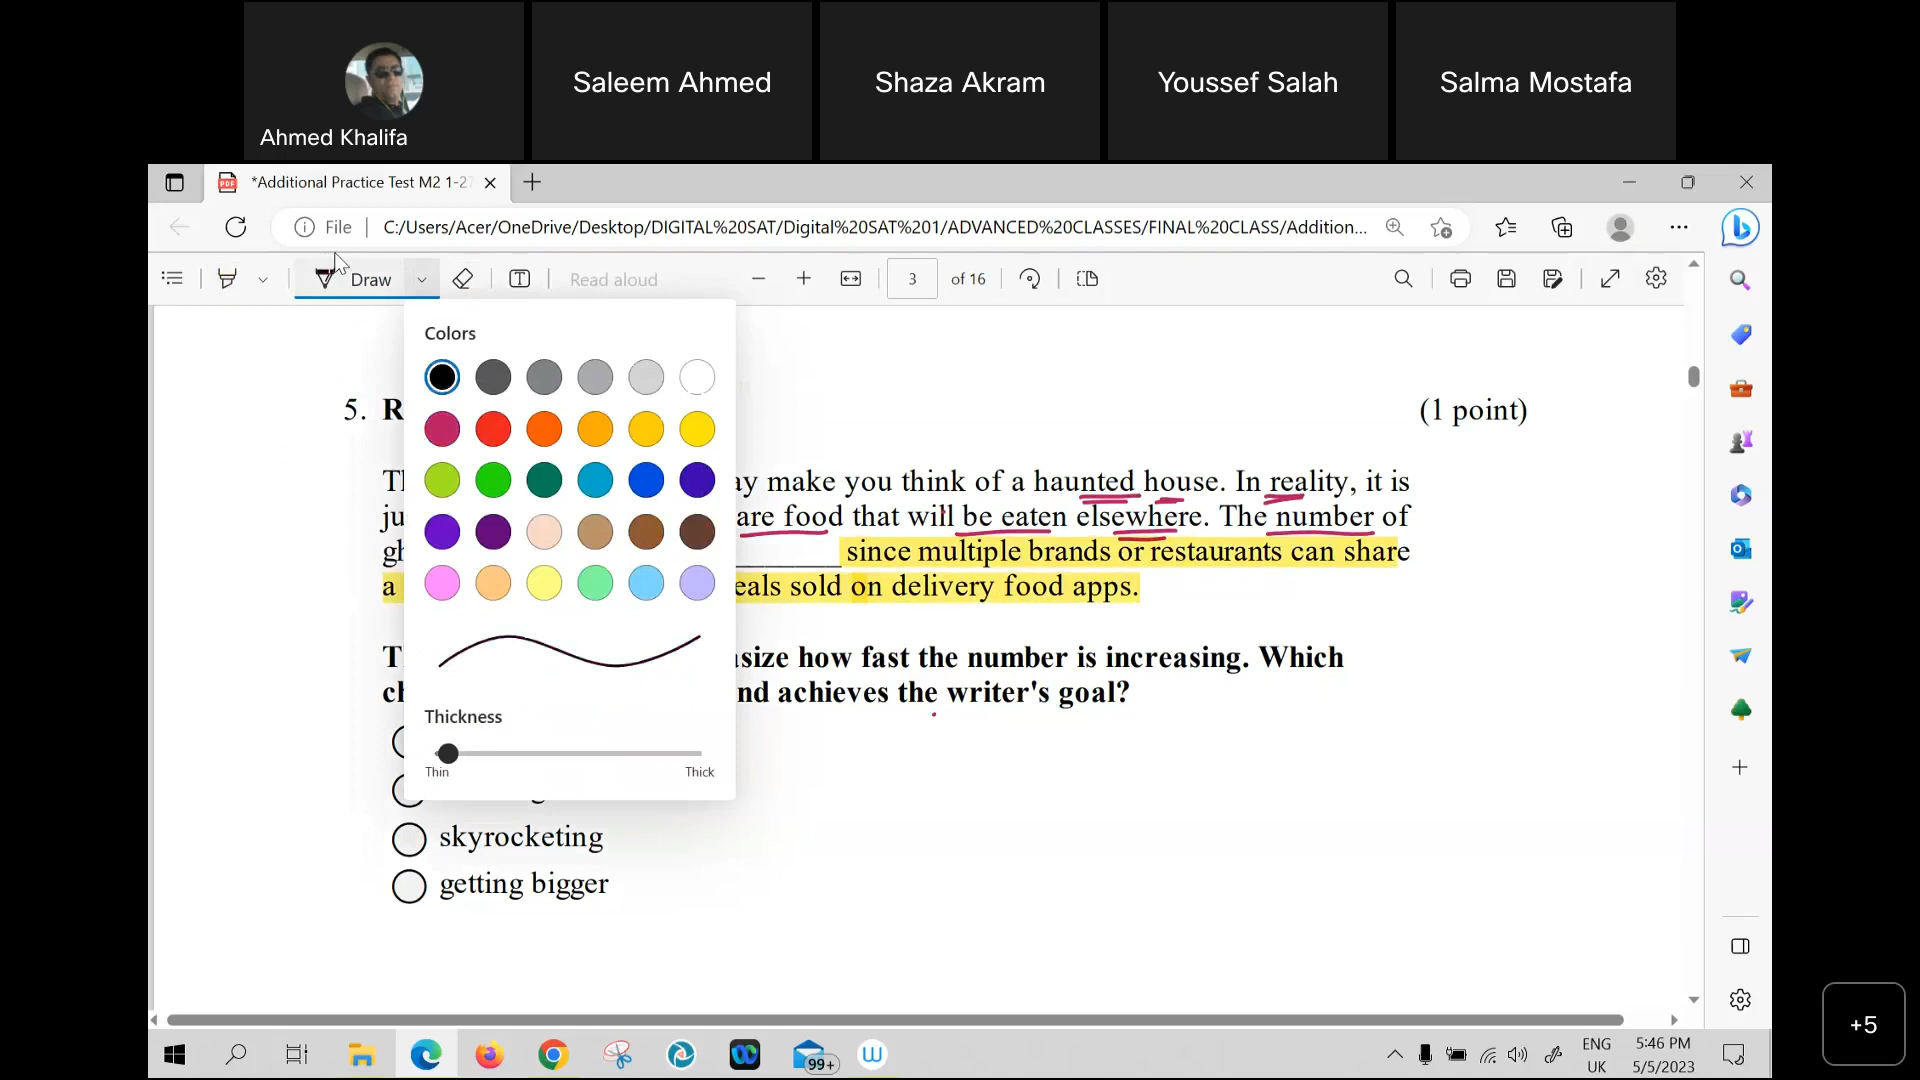 Ahmed Khalifa
Saleem Ahmed
Shaza Akram
Youssef Salah
Salma Mostafa
*Additional Practice Test M2 1-27
File
C:/Users/Acer/OneDrive/Desktop/DIGITAL%20SAT/Digital%20SAT%201/ADVANCED%20CLASSES/FINAL%20CLASS/Addition...
Draw
Read aloud
3 of 16
Colors
5. R (1 point)
make you think of a haunted house. In reality, it is
are food that will be eaten elsewhere. The number of
gh ______ since multiple brands or restaurants can share
a eals sold on delivery food apps.
how fast the number is increasing. Which
nd achieves the writer's goal?
Thickness
Thin Thick
skyrocketing
getting bigger
+5
99+
ENG
UK
5:46 PM
5/5/2023